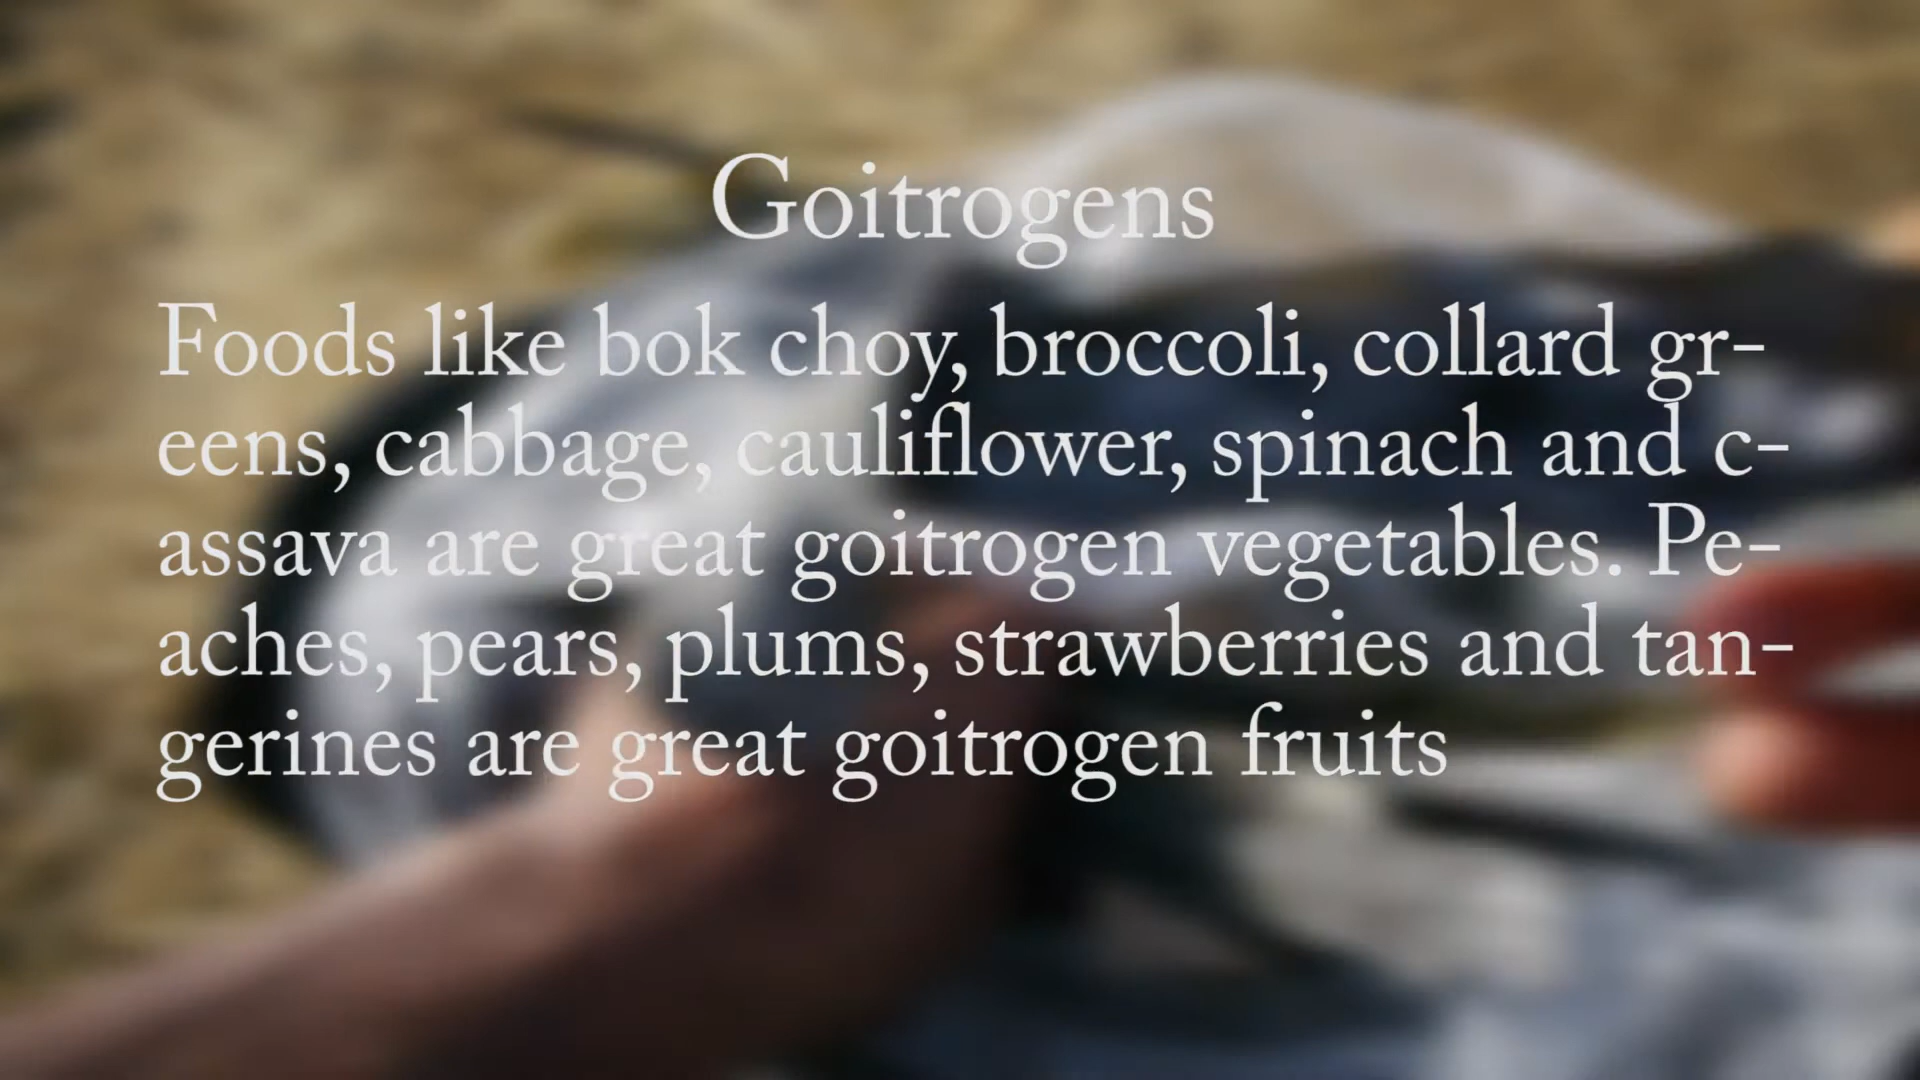 Goitrogens
Foods like bok choy, broccoli, collard gr-
eens, cabbage, cauliflower, spinach and c-
assava are great goitrogen vegetables. Pe-
aches, pears, plums, strawberries and tan-
gerines are great goitrogen fruits